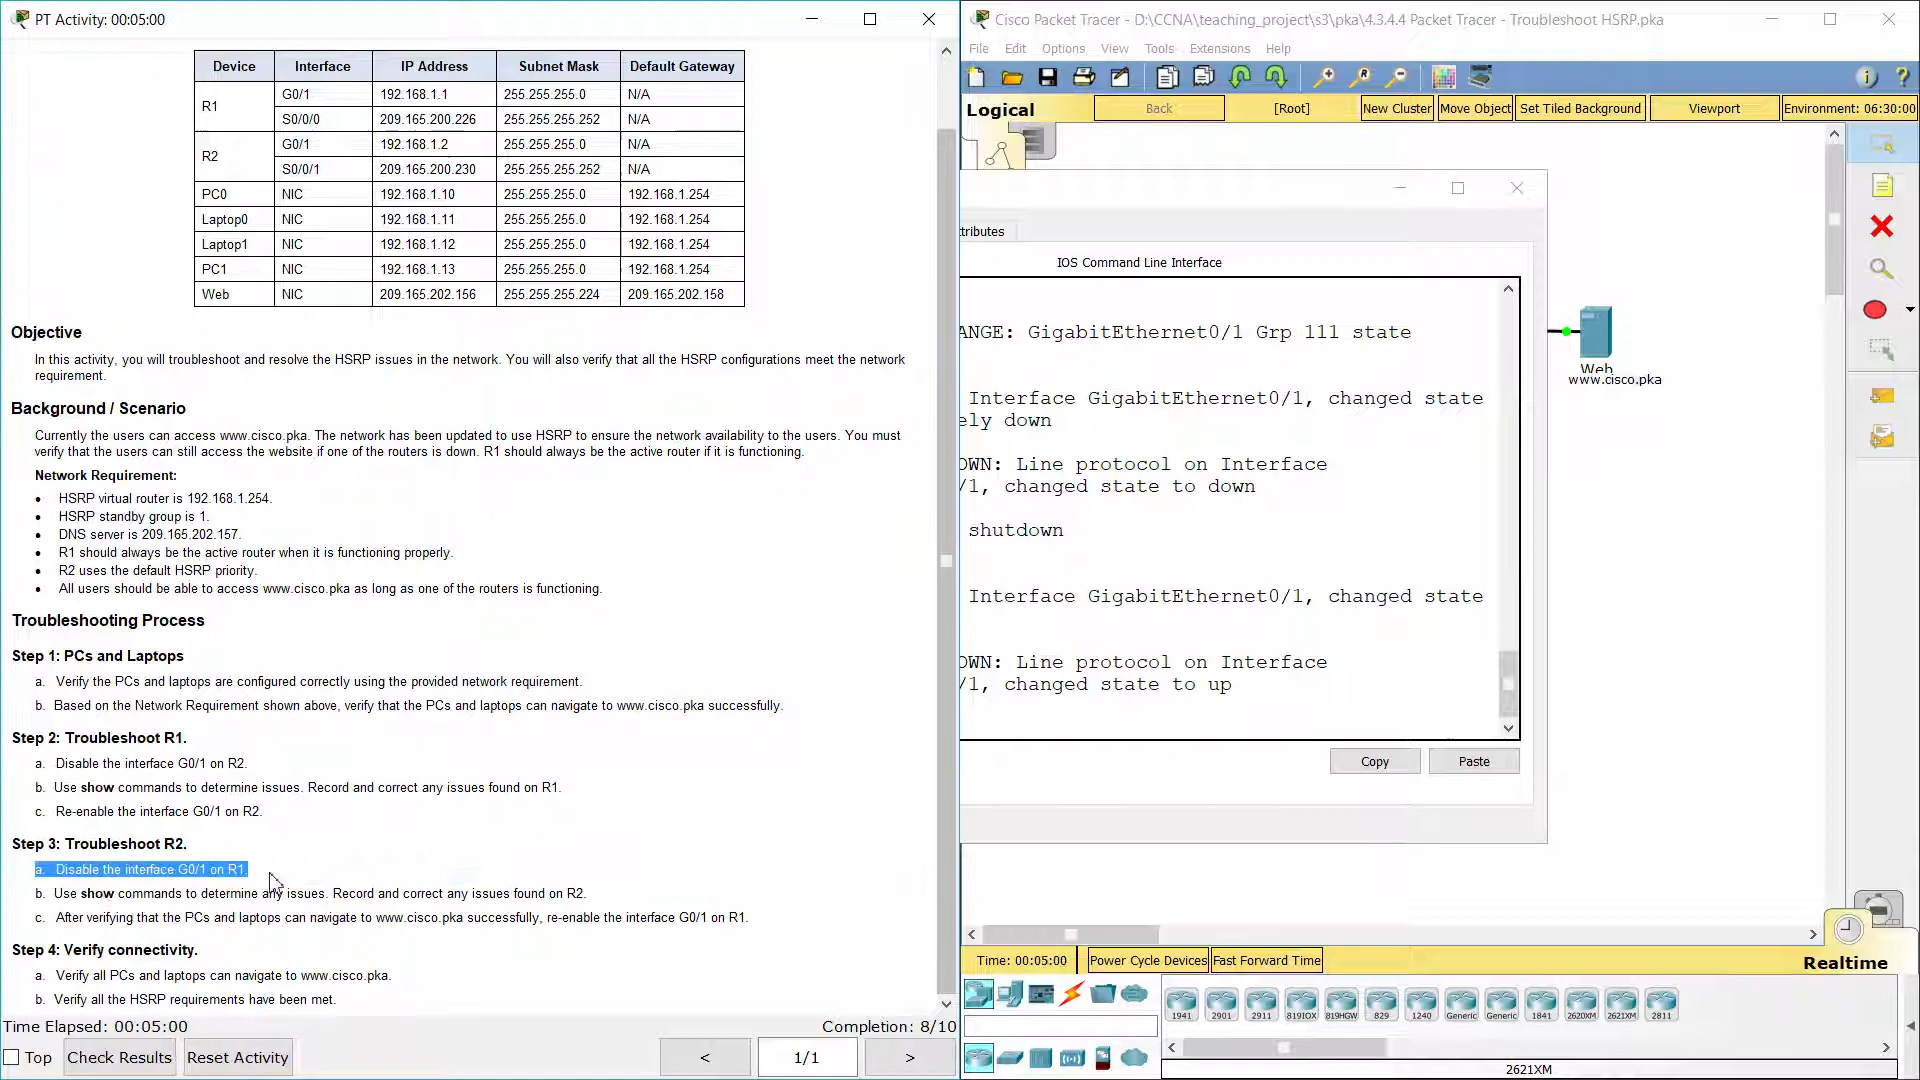 PT Activity: 00:05:00
Device Interface IP Address Subnet Mask Default Gateway
R1 G0/1 192.168.1.1 255.255.255.0 N/A
S0/0/0 209.165.200.226 255.255.255.252 N/A
R2 G0/1 192.168.1.2 255.255.255.0 N/A
S0/0/1 209.165.200.230 255.255.255.252 N/A
PC0 NIC 192.168.1.10 255.255.255.0 192.168.1.254
Laptop0 NIC 192.168.1.11 255.255.255.0 192.168.1.254
Laptop1 NIC 192.168.1.12 255.255.255.0 192.168.1.254
PC1 NIC 192.168.1.13 255.255.255.0 192.168.1.254
Web NIC 209.165.202.156 255.255.255.224 209.165.202.158
Objective
In this activity, you will troubleshoot and resolve the HSRP issues in the network. You will also verify that all the HSRP configurations meet the network
requirement.
Background / Scenario
Currently the users can access www.cisco.pka. The network has been updated to use HSRP to ensure the network availability to the users. You must
verify that the users can still access the website if one of the routers is down. R1 should always be the active router if it is functioning.
Network Requirement:
• HSRP virtual router is 192.168.1.254.
• HSRP standby group is 1.
• DNS server is 209.165.202.157.
• R1 should always be the active router when it is functioning properly.
• R2 uses the default HSRP priority.
• All users should be able to access www.cisco.pka as long as one of the routers is functioning.
Troubleshooting Process
Step 1: PCs and Laptops
a. Verify the PCs and laptops are configured correctly using the provided network requirement.
b. Based on the Network Requirement shown above, verify that the PCs and laptops can navigate to www.cisco.pka successfully.
Step 2: Troubleshoot R1.
a. Disable the interface G0/1 on R2.
b. Use show commands to determine issues. Record and correct any issues found on R1.
c. Re-enable the interface G0/1 on R2.
Step 3: Troubleshoot R2.
a. Disable the interface G0/1 on R1.
b. Use show commands to determine any issues. Record and correct any issues found on R2.
c. After verifying that the PCs and laptops can navigate to www.cisco.pka successfully, re-enable the interface G0/1 on R1.
Step 4: Verify connectivity.
a. Verify all PCs and laptops can navigate to www.cisco.pka.
b. Verify all the HSRP requirements have been met.
Time Elapsed: 00:05:00 Completion: 8/10
Top Check Results Reset Activity < 1/1 >
Cisco Packet Tracer - D:\CCNA\teaching_project\s3\pka\4.3.4.4 Packet Tracer - Troubleshoot HSRP.pka
File Edit Options View Tools Extensions Help
Logical Back [Root] New Cluster Move Object Set Tiled Background Viewport Environment: 06:30:00
ttributes
IOS Command Line Interface
ANGE: GigabitEthernet0/1 Grp 111 state
Interface GigabitEthernet0/1, changed state
ely down
OWN: Line protocol on Interface
/1, changed state to down
shutdown
Interface GigabitEthernet0/1, changed state
OWN: Line protocol on Interface
/1, changed state to up
Copy Paste
Web
www.cisco.pka
Time: 00:05:00 Power Cycle Devices Fast Forward Time
Realtime
1941 2901 2911 819IOX 819HGW 829 1240 Generic Generic 1841 2620XM 2621XM 2811
2621XM